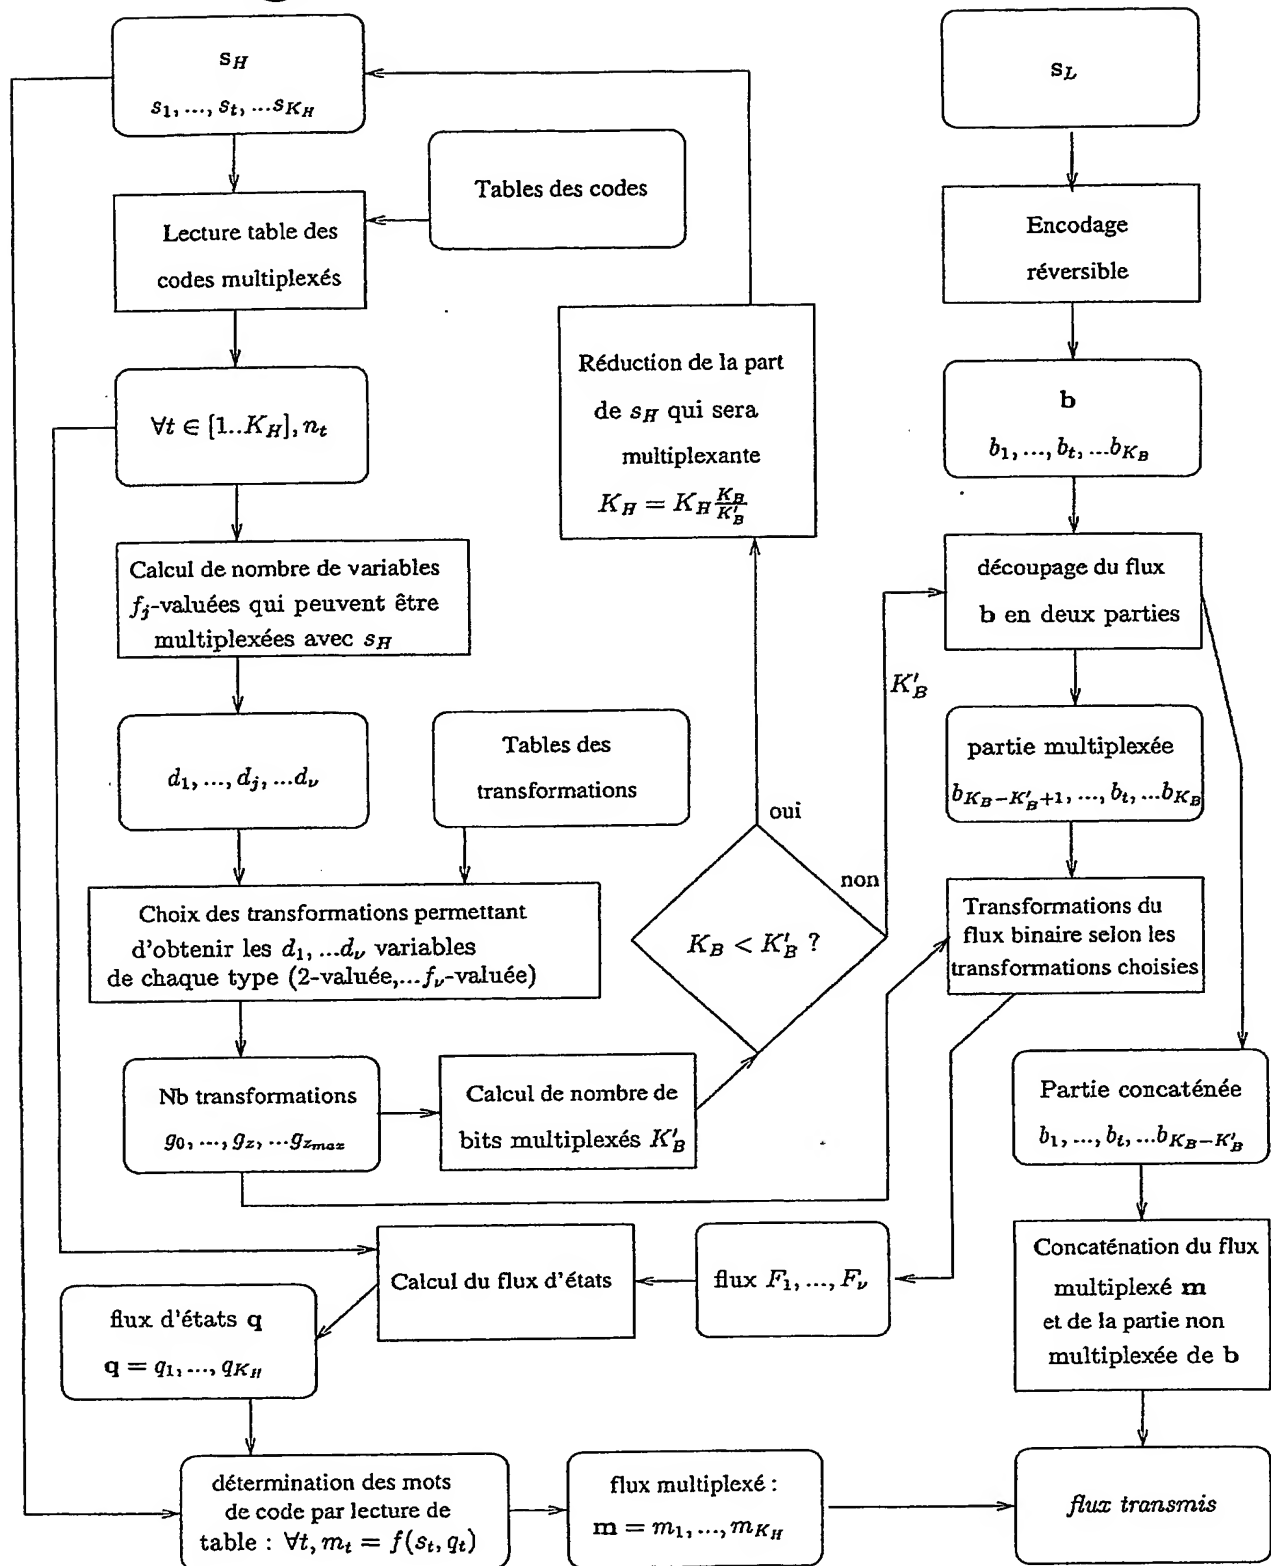 s_H
s_1, ..., s_t, ...s_{K_H}
Tables des codes
Lecture table des
codes multiplexés
∀t ∈ [1..K_H], n_t
Calcul de nombre de variables
f_j-valuées qui peuvent être
multiplexées avec s_H
d_1, ..., d_j, ...d_ν
Tables des
transformations
Choix des transformations permettant
d'obtenir les d_1, ...d_ν variables
de chaque type (2-valuée,...f_ν-valuée)
Nb transformations
g_0, ..., g_z, ...g_{z_{max}}
Calcul de nombre de
bits multiplexés K'_B
Réduction de la part
de s_H qui sera
multiplexante
K_H = K_H \frac{K_B}{K'_B}
oui
K_B < K'_B ?
non
K'_B
s_L
Encodage
réversible
b
b_1, ..., b_t, ...b_{K_B}
découpage du flux
b en deux parties
partie multiplexée
b_{K_B-K'_B+1}, ..., b_t, ...b_{K_B}
Transformations du
flux binaire selon les
transformations choisies
Partie concaténée
b_1, ..., b_t, ...b_{K_B-K'_B}
flux F_1, ..., F_ν
Calcul du flux d'états
flux d'états q
q = q_1, ..., q_{K_H}
Concaténation du flux
multiplexé m
et de la partie non
multiplexée de b
détermination des mots
de code par lecture de
table : ∀t, m_t = f(s_t, q_t)
flux multiplexé :
m = m_1, ..., m_{K_H}
flux transmis